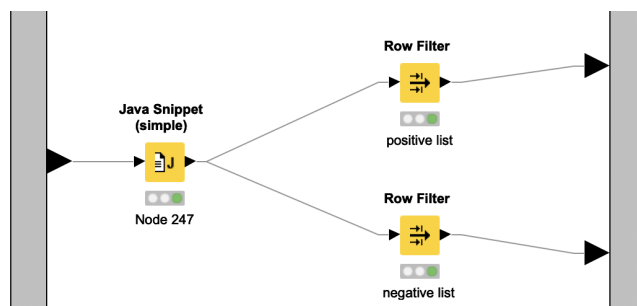 Row Filter
positive list
Java Snippet
(simple)
J
Node 247
Row Filter
negative list